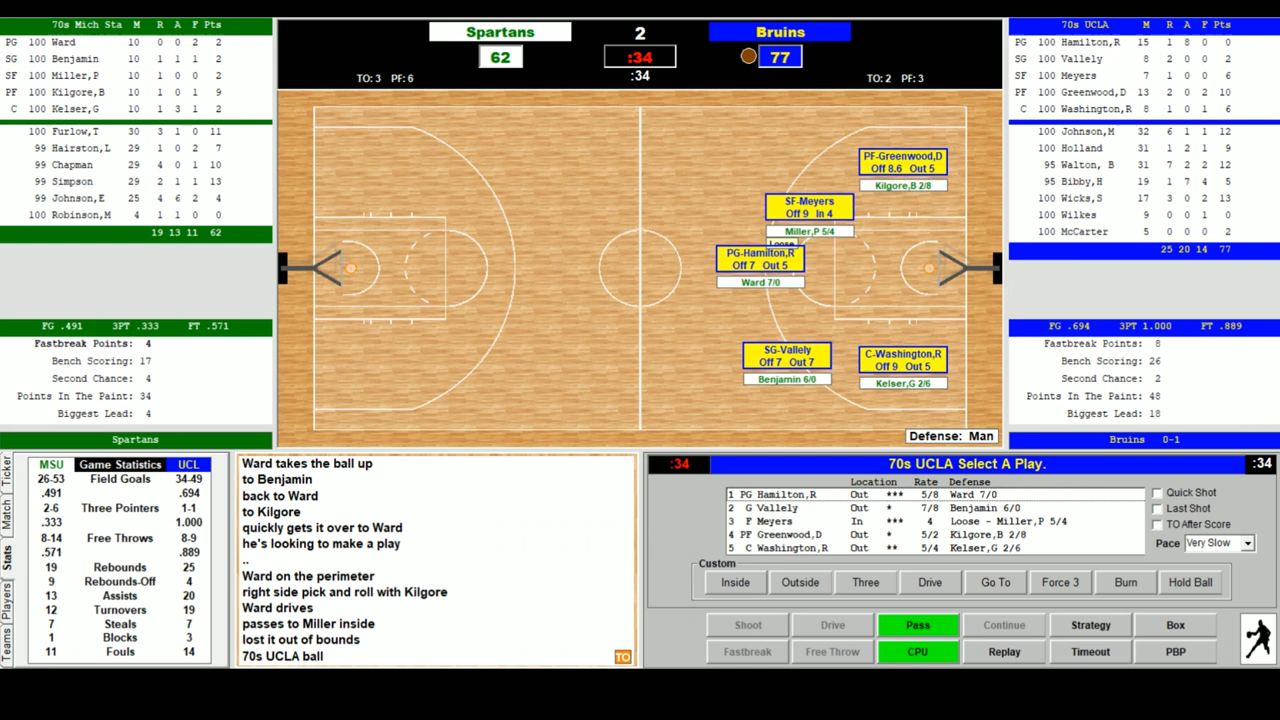 70s Mich Sta M R A F Pts
PG 100 Ward 10 0 0 2 2
SG 100 Benjamin 10 1 1 1 2
SF 100 Miller,P 10 1 0 0 2
PF 100 Kilgore,B 10 1 0 1 9
C 100 Kelser,G 10 1 3 1 2
100 Furlow,T 30 3 1 0 11
99 Hairston,L 29 1 0 2 7
99 Chapman 29 4 0 1 10
99 Simpson 29 2 1 1 13
99 Johnson,E 25 4 6 2 4
100 Robinson,M 4 1 1 0 0
19 13 11 62
FG .491 3PT .333 FT .571
Fastbreak Points: 4
Bench Scoring: 17
Second Chance: 4
Points In The Paint: 34
Biggest Lead: 4
Spartans
Spartans 2 Bruins
62 :34 77
TO: 3 PF: 6 :34 TO: 2 PF: 3
PF-Greenwood,D
Off 8.6 Out 5
Kilgore,B 2/8
SF-Meyers
Off 9 In 4
Miller,P 5/4
Loose
PG-Hamilton,R
Off 7 Out 5
Ward 7/0
SG-Vallely
Off 7 Out 7
Benjamin 6/0
C-Washington,R
Off 9 Out 5
Kelser,G 2/6
Defense: Man
70s UCLA M R A F Pts
PG 100 Hamilton,R 15 1 8 0 0
SG 100 Vallely 8 2 0 0 2
SF 100 Meyers 7 1 0 0 6
PF 100 Greenwood,D 13 2 0 2 10
C 100 Washington,R 8 1 0 1 6
100 Johnson,M 32 6 1 1 12
100 Holland 31 1 2 1 9
95 Walton, B 31 7 2 2 12
95 Bibby,H 19 1 7 4 5
100 Wicks,S 17 3 0 2 13
100 Wilkes 9 0 0 1 0
100 McCarter 5 0 0 0 2
25 20 14 77
FG .694 3PT 1.000 FT .889
Fastbreak Points: 8
Bench Scoring: 26
Second Chance: 2
Points In The Paint: 48
Biggest Lead: 18
Bruins 0-1
Ticker
Match
Stats
Players
Teams
MSU Game Statistics UCL
26-53 Field Goals 34-49
.491 .694
2-6 Three Pointers 1-1
.333 1.000
8-14 Free Throws 8-9
.571 .889
19 Rebounds 25
9 Rebounds-Off 4
13 Assists 20
12 Turnovers 19
7 Steals 7
1 Blocks 3
11 Fouls 14
Ward takes the ball up
to Benjamin
back to Ward
to Kilgore
quickly gets it over to Ward
he's looking to make a play
..
Ward on the perimeter
right side pick and roll with Kilgore
Ward drives
passes to Miller inside
lost it out of bounds
70s UCLA ball
TO
:34 70s UCLA Select A Play. :34
Location Rate Defense
1 PG Hamilton,R Out *** 5/8 Ward 7/0
2 G Vallely Out * 7/8 Benjamin 6/0
3 F Meyers In *** 4 Loose - Miller,P 5/4
4 PF Greenwood,D Out * 5/2 Kilgore,B 2/8
5 C Washington,R Out ** 5/4 Kelser,G 2/6
Quick Shot
Last Shot
TO After Score
Pace Very Slow
Custom
Inside Outside Three Drive Go To Force 3 Burn Hold Ball
Shoot Drive Pass Continue Strategy Box
Fastbreak Free Throw CPU Replay Timeout PBP